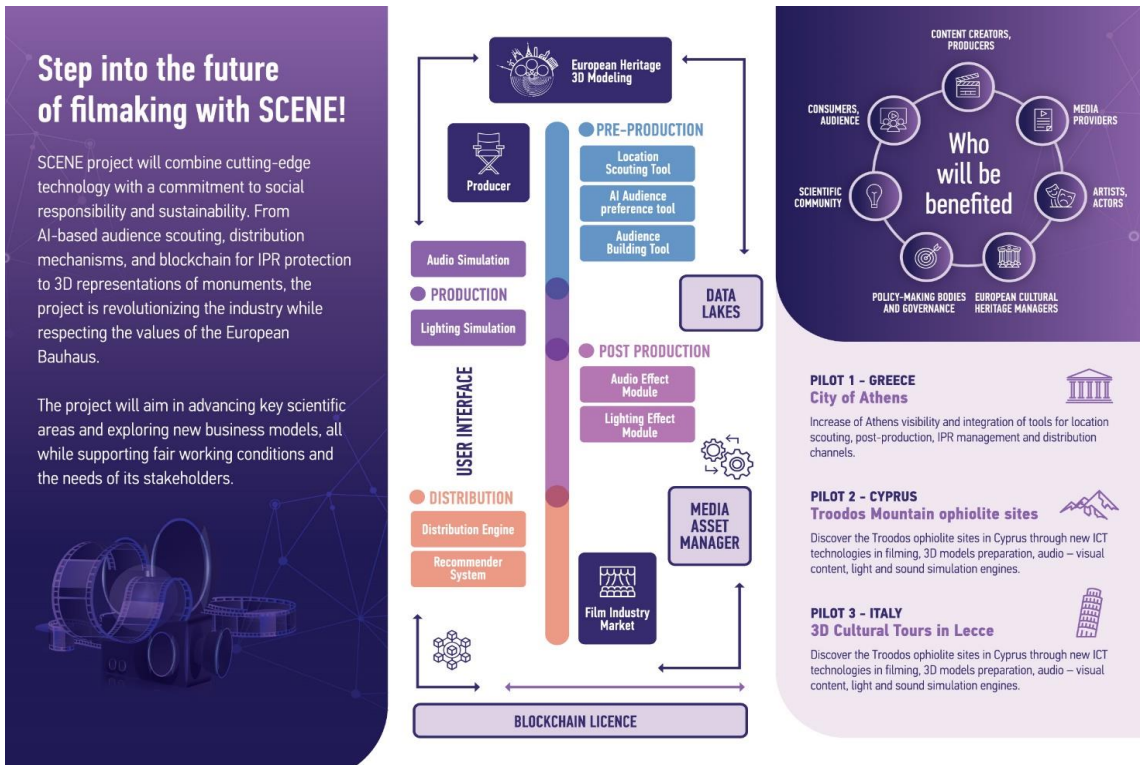 Step into the future
of filmaking with SCENE!
SCENE project will combine cutting-edge
technology with a commitment to social
responsibility and sustainability. From
AI-based audience scouting, distribution
mechanisms, and blockchain for IPR protection
to 3D representations of monuments, the
project is revolutionizing the industry while
respecting the values of the European
Bauhaus.
The project will aim in advancing key scientific
areas and exploring new business models, all
while supporting fair working conditions and
the needs of its stakeholders.
European Heritage
3D Modeling
Producer
PRE-PRODUCTION
Location
Scouting Tool
AI Audience
preference tool
Audience
Building Tool
Audio Simulation
PRODUCTION
Lighting Simulation
DATA
LAKES
POST PRODUCTION
Audio Effect
Module
Lighting Effect
Module
USER INTERFACE
DISTRIBUTION
Distribution Engine
Recommender
System
MEDIA
ASSET
MANAGER
Film Industry
Market
BLOCKCHAIN LICENCE
CONTENT CREATORS,
PRODUCERS
CONSUMERS,
AUDIENCE
MEDIA
PROVIDERS
Who
will be
benefited
SCIENTIFIC
COMMUNITY
ARTISTS,
ACTORS
POLICY-MAKING BODIES
AND GOVERNANCE
EUROPEAN CULTURAL
HERITAGE MANAGERS
PILOT 1 - GREECE
City of Athens
Increase of Athens visibility and integration of tools for location
scouting, post-production, IPR management and distribution
channels.
PILOT 2 - CYPRUS
Troodos Mountain ophiolite sites
Discover the Troodos ophiolite sites in Cyprus through new ICT
technologies in filming, 3D models preparation, audio – visual
content, light and sound simulation engines.
PILOT 3 - ITALY
3D Cultural Tours in Lecce
Discover the Troodos ophiolite sites in Cyprus through new ICT
technologies in filming, 3D models preparation, audio – visual
content, light and sound simulation engines.